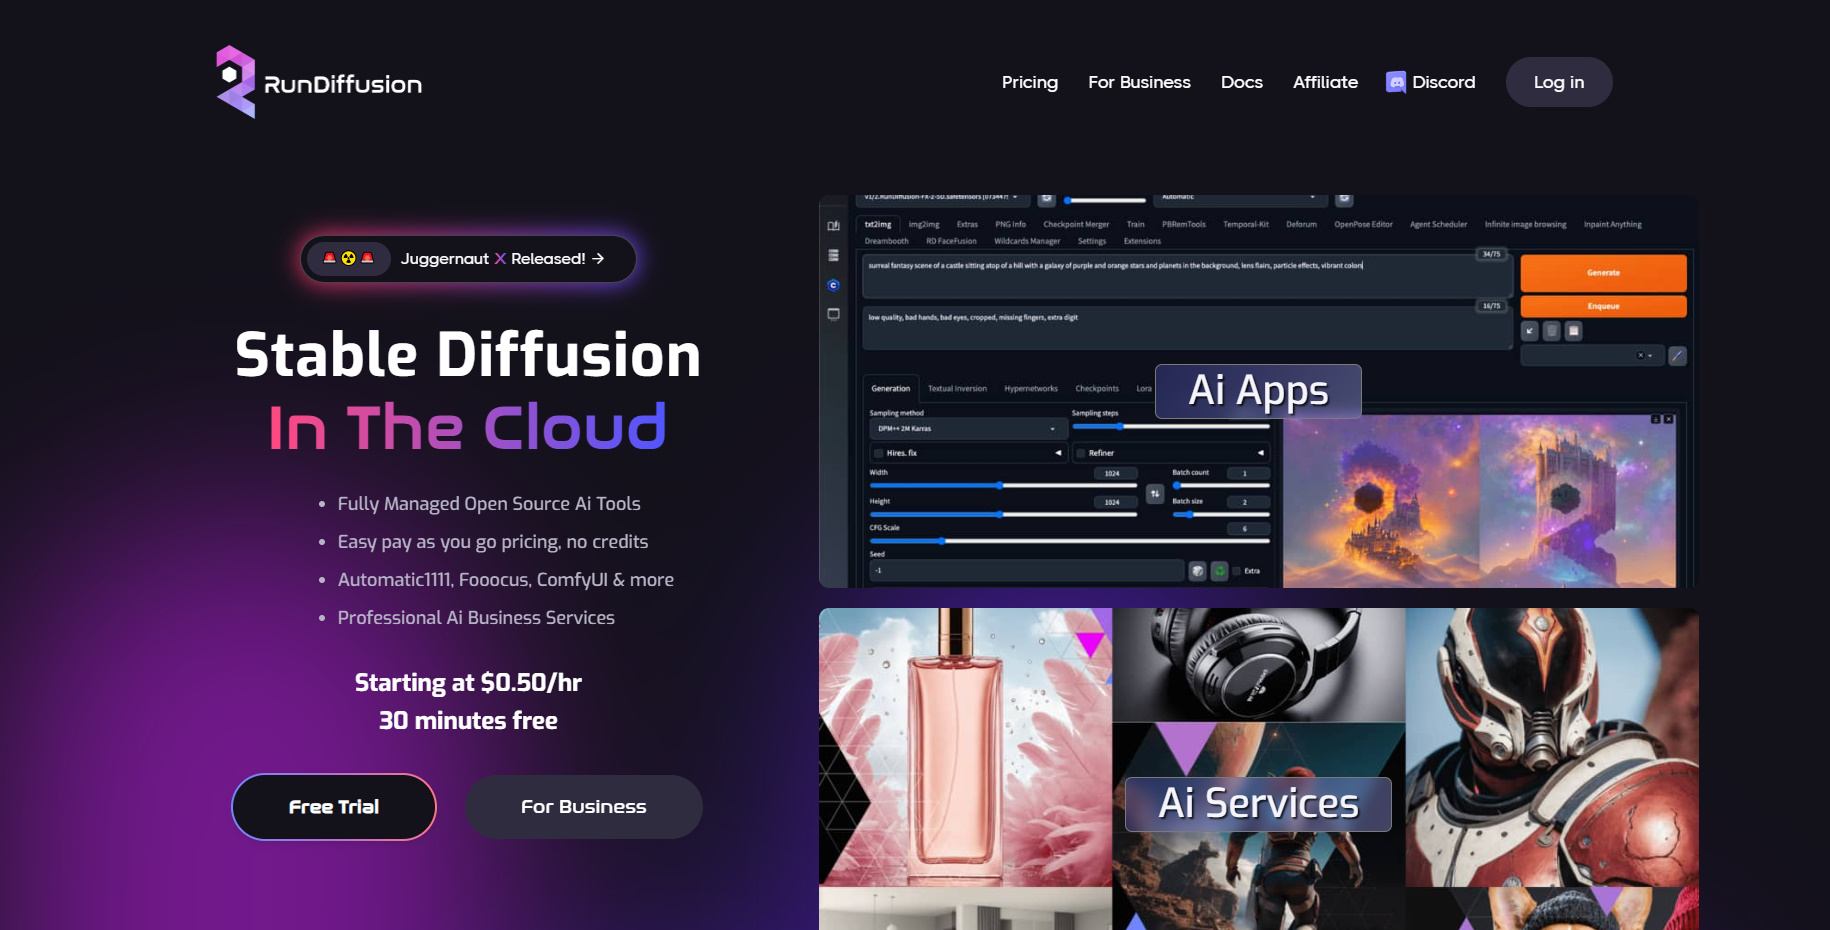 RunDiffusion
Pricing
For Business
Docs
Affiliate
Discord
Log in
Juggernaut X Released! →
Stable Diffusion
In The Cloud
Fully Managed Open Source Ai Tools
Easy pay as you go pricing, no credits
Automatic1111, Fooocus, ComfyUI & more
Professional Ai Business Services
Starting at $0.50/hr
30 minutes free
Free Trial
For Business
Automatic
txt2img img2img Extras PNG Info Checkpoint Merger Train PBRemTools Temporal-Kit Deforum OpenPose Editor Agent Scheduler Infinite image browsing Inpaint Anything
Dreambooth RD FaceFusion Wildcards Manager Settings Extensions
34/75
surreal fantasy scene of a castle sitting atop of a hill with a galaxy of purple and orange stars and planets in the background, lens flairs, particle effects, vibrant colors
Generate
16/75
Enqueue
low quality, bad hands, bad eyes, cropped, missing fingers, extra digit
Ai Apps
Generation Textual Inversion Hypernetworks Checkpoints Lora
Sampling method
Sampling steps
DPM++ 2M Karras
Hires. fix
Refiner
Width
1024
Batch count
1
Height
1024
Batch size
2
CFG Scale
6
Seed
-1
Extra
Ai Services